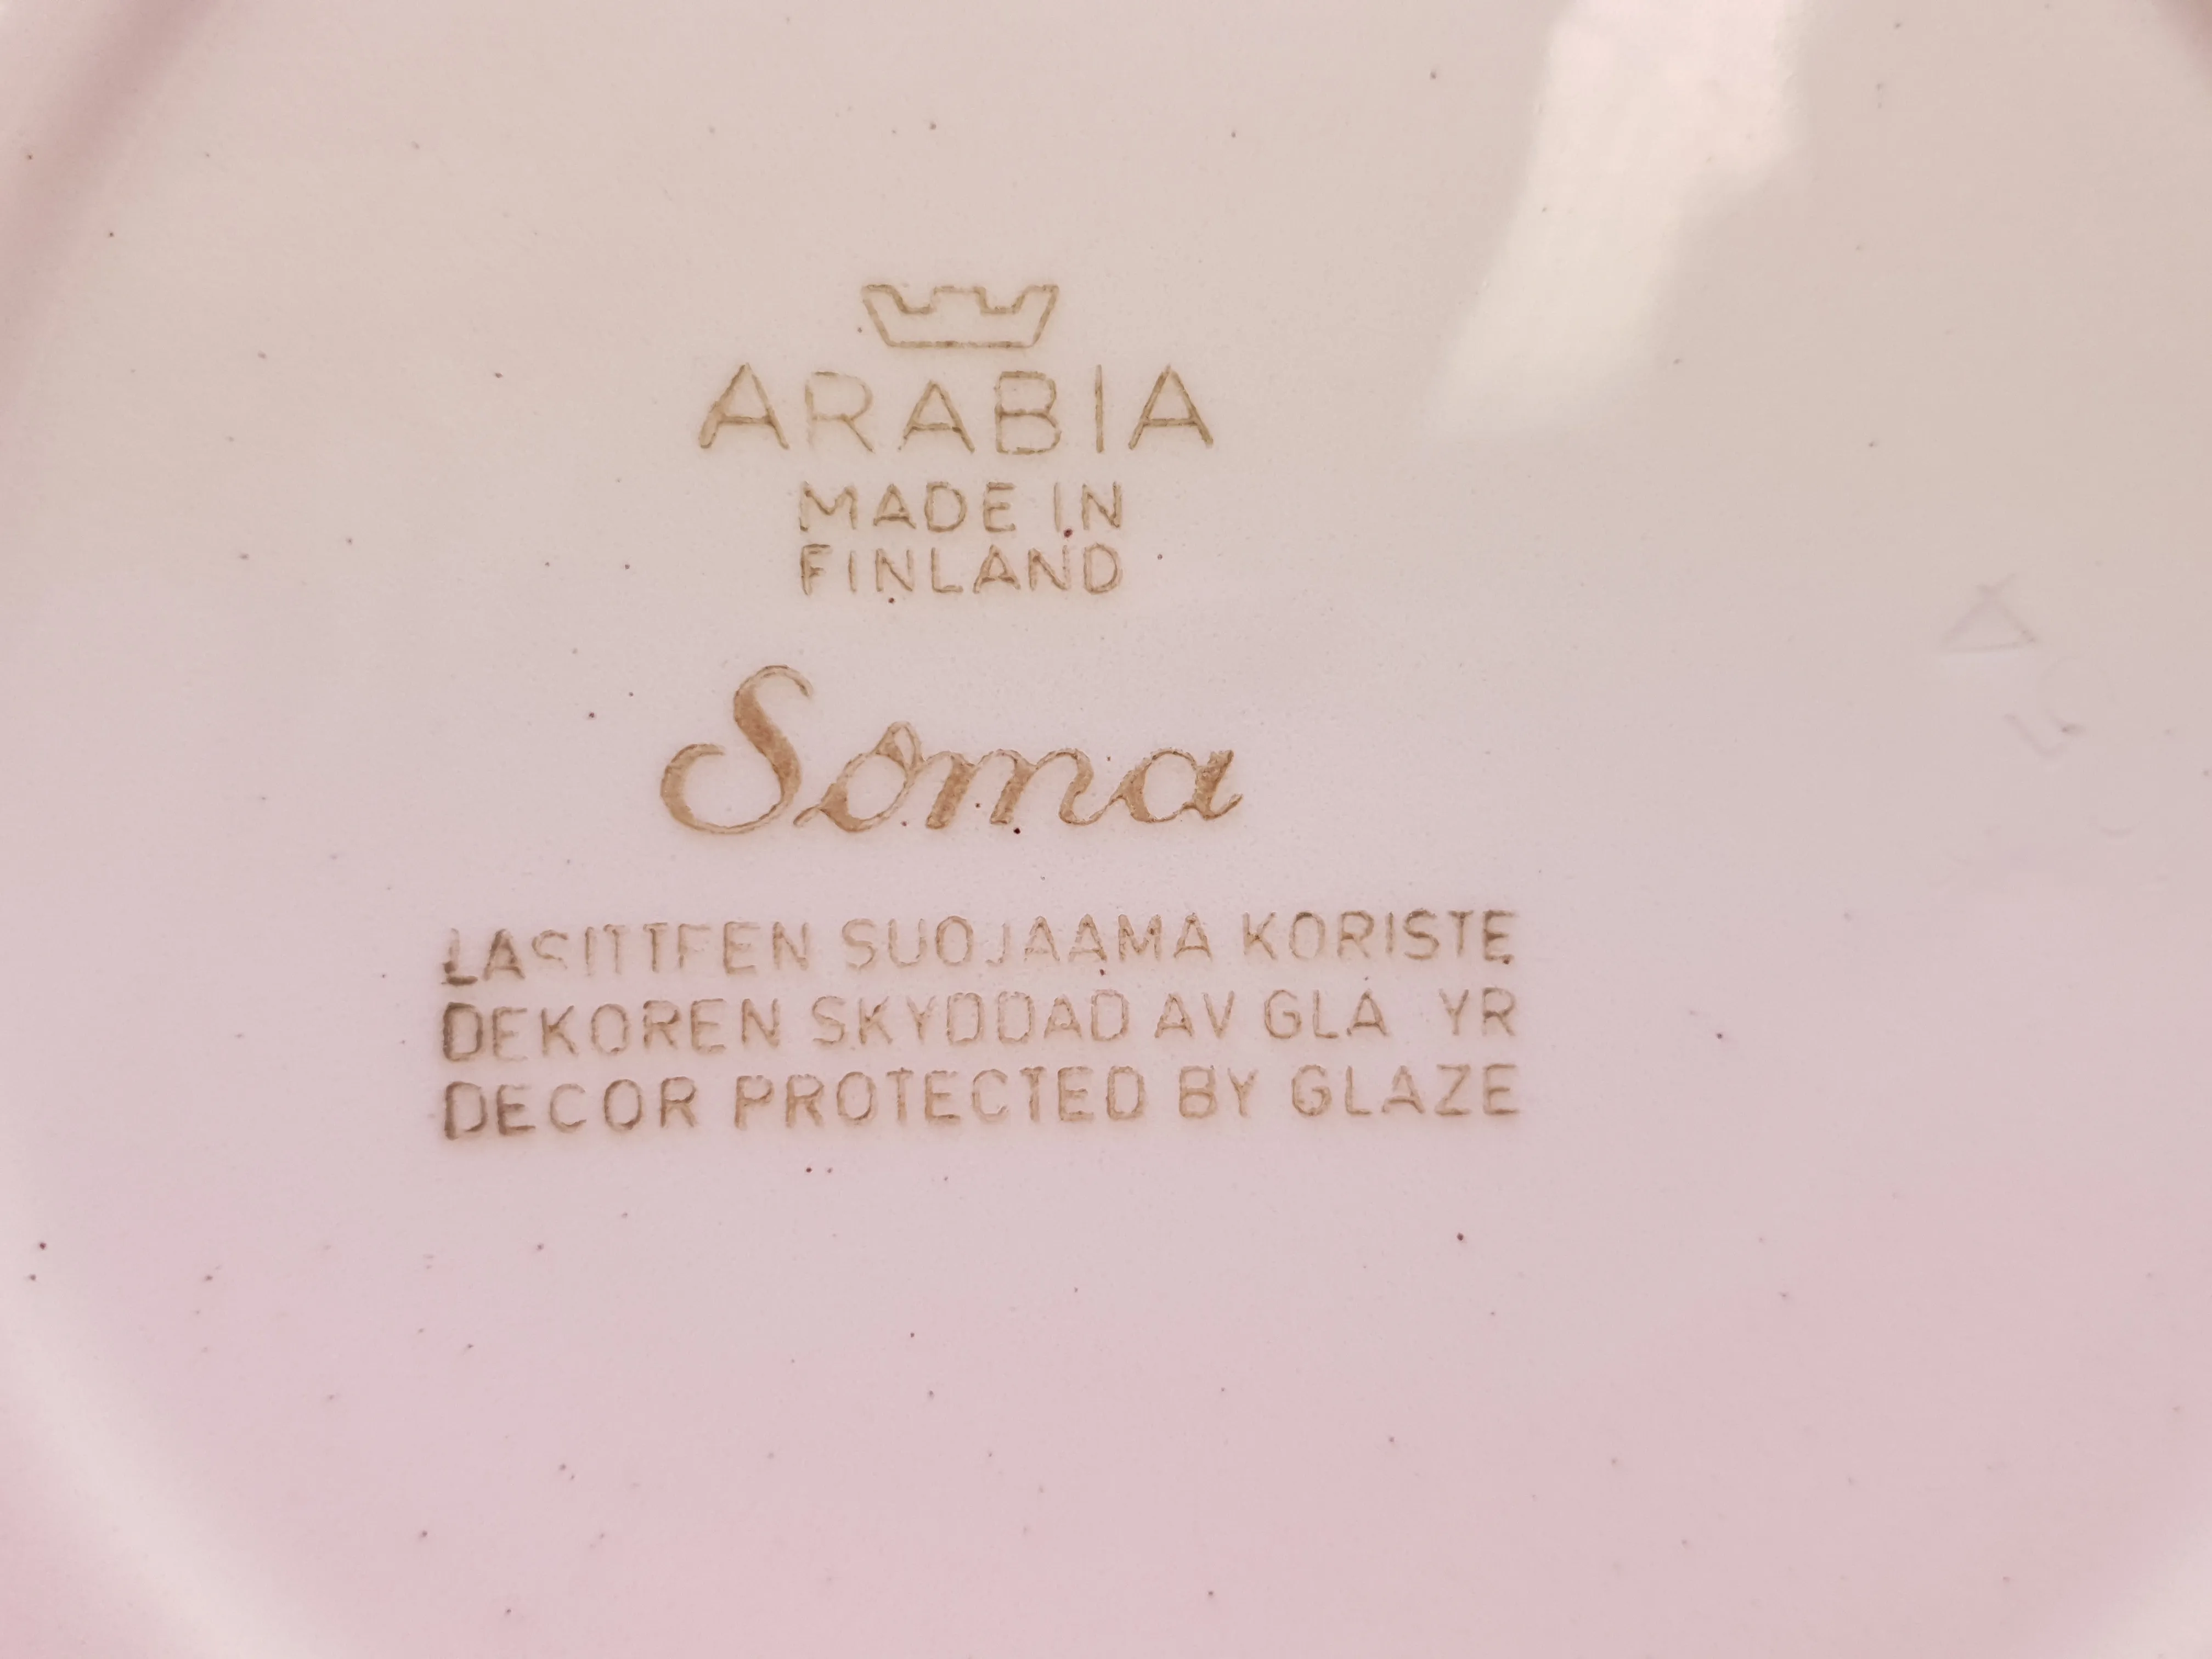 ARABIA
MADE IN
FINLAND
Soma
LASITTEEN SUOJAAMA KORISTE
DEKOREN SKYDDAD AV GLA YR
DECOR PROTECTED BY GLAZE